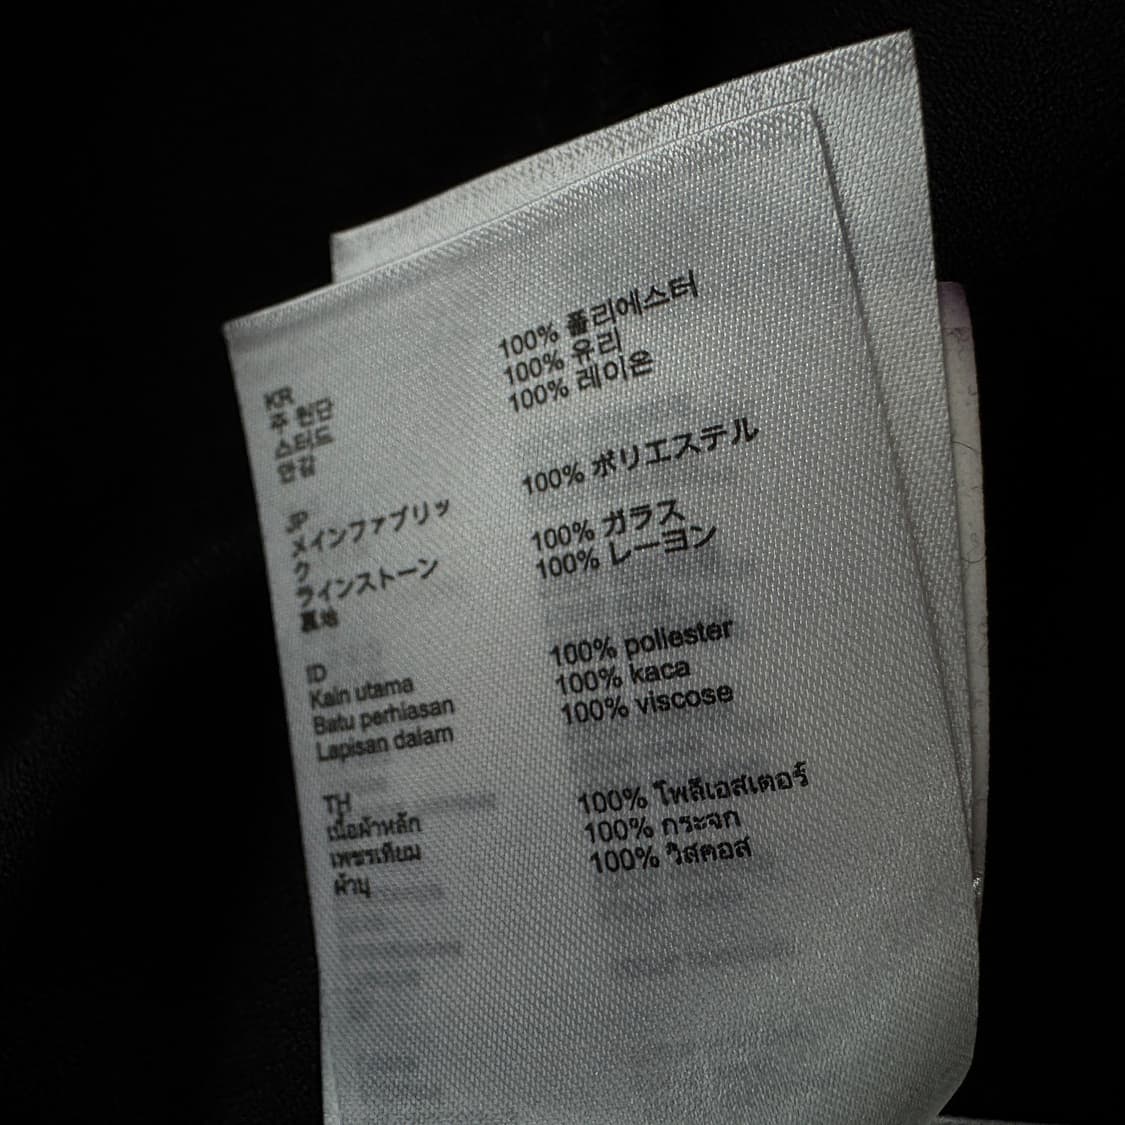 KR
주 원단 100% 폴리에스터
스터드 100% 유리
안감 100% 레이온
JP
メインファブリッ 100% ポリエステル
ク
ラインストーン 100% ガラス
裏地 100% レーヨン
ID
Kain utama 100% poliester
Batu perhiasan 100% kaca
Lapisan dalam 100% viscose
TH
เนื้อผ้าหลัก 100% โพลีเอสเตอร์
เพชรเทียม 100% กระจก
ผ้าบุ 100% วิสคอส